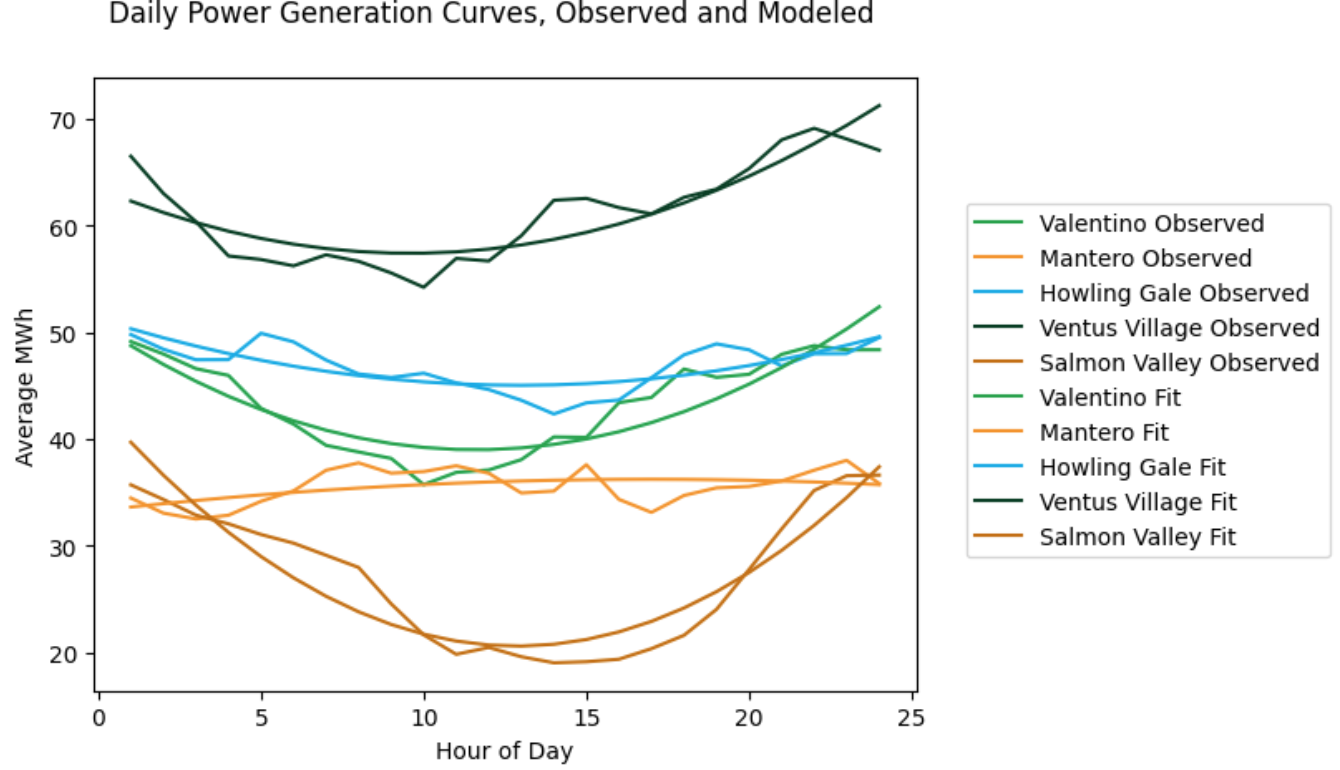 Daily Power Generation Curves, Observed and Modeled
70
60
50
40
30
20
Average MWh
0 5 10 15 20 25
Hour of Day
Valentino Observed
Mantero Observed
Howling Gale Observed
Ventus Village Observed
Salmon Valley Observed
Valentino Fit
Mantero Fit
Howling Gale Fit
Ventus Village Fit
Salmon Valley Fit